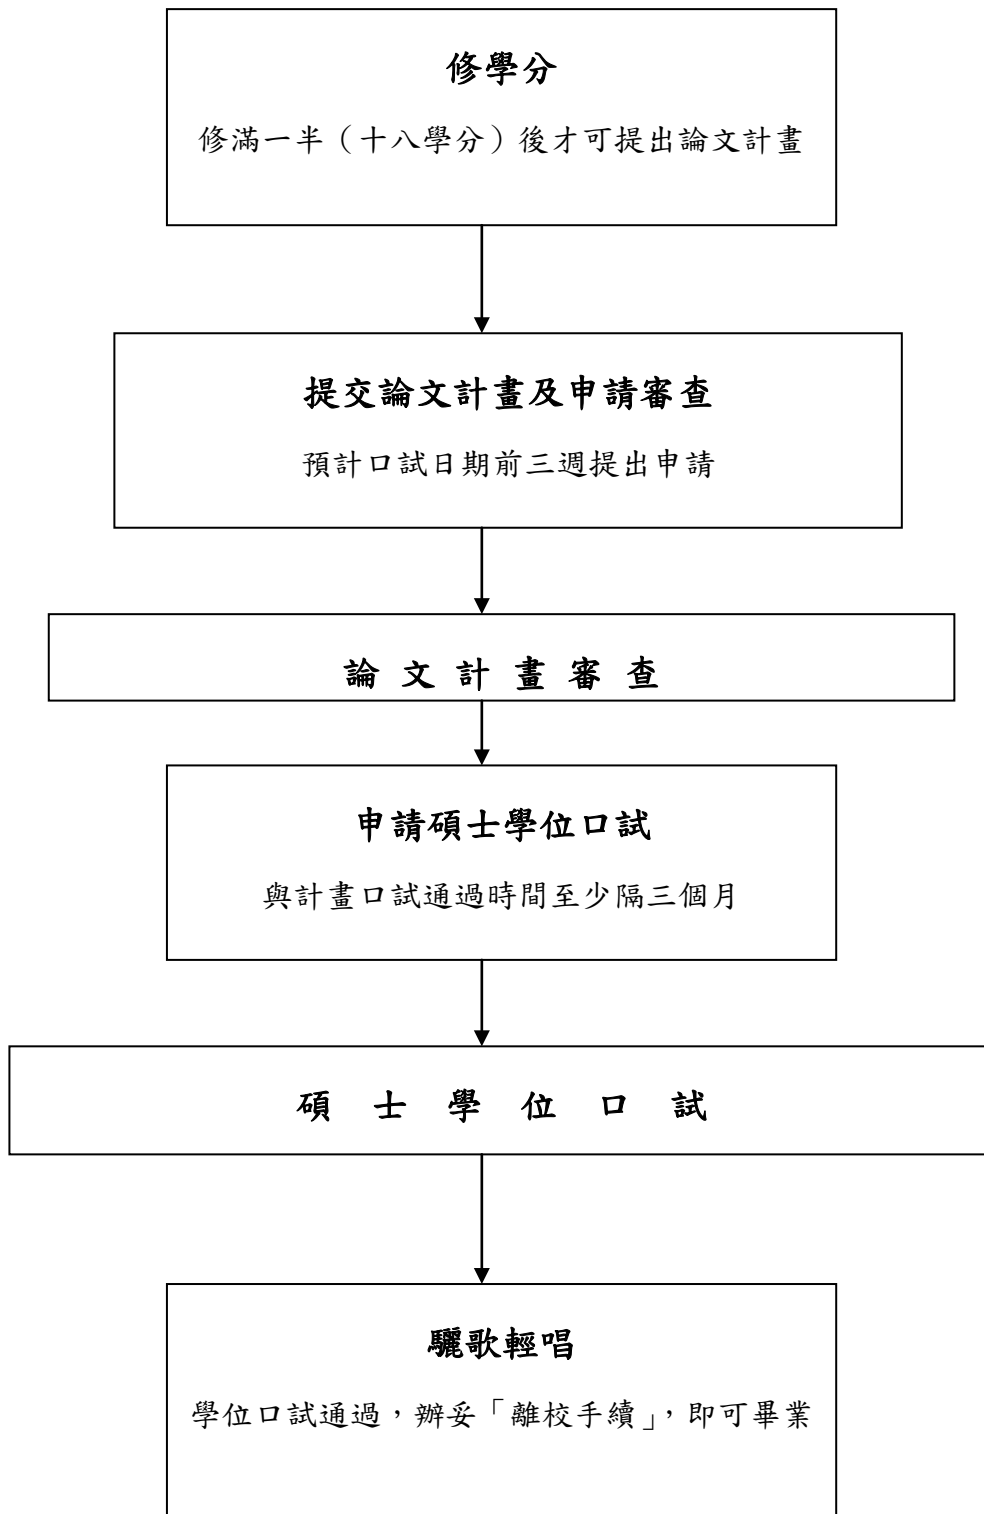 修學分
修滿一半（十八學分）後才可提出論文計畫
提交論文計畫及申請審查
預計口試日期前三週提出申請
論文計畫審查
申請碩士學位口試
與計畫口試通過時間至少隔三個月
碩士學位口試
驪歌輕唱
學位口試通過，辦妥「離校手續」，即可畢業